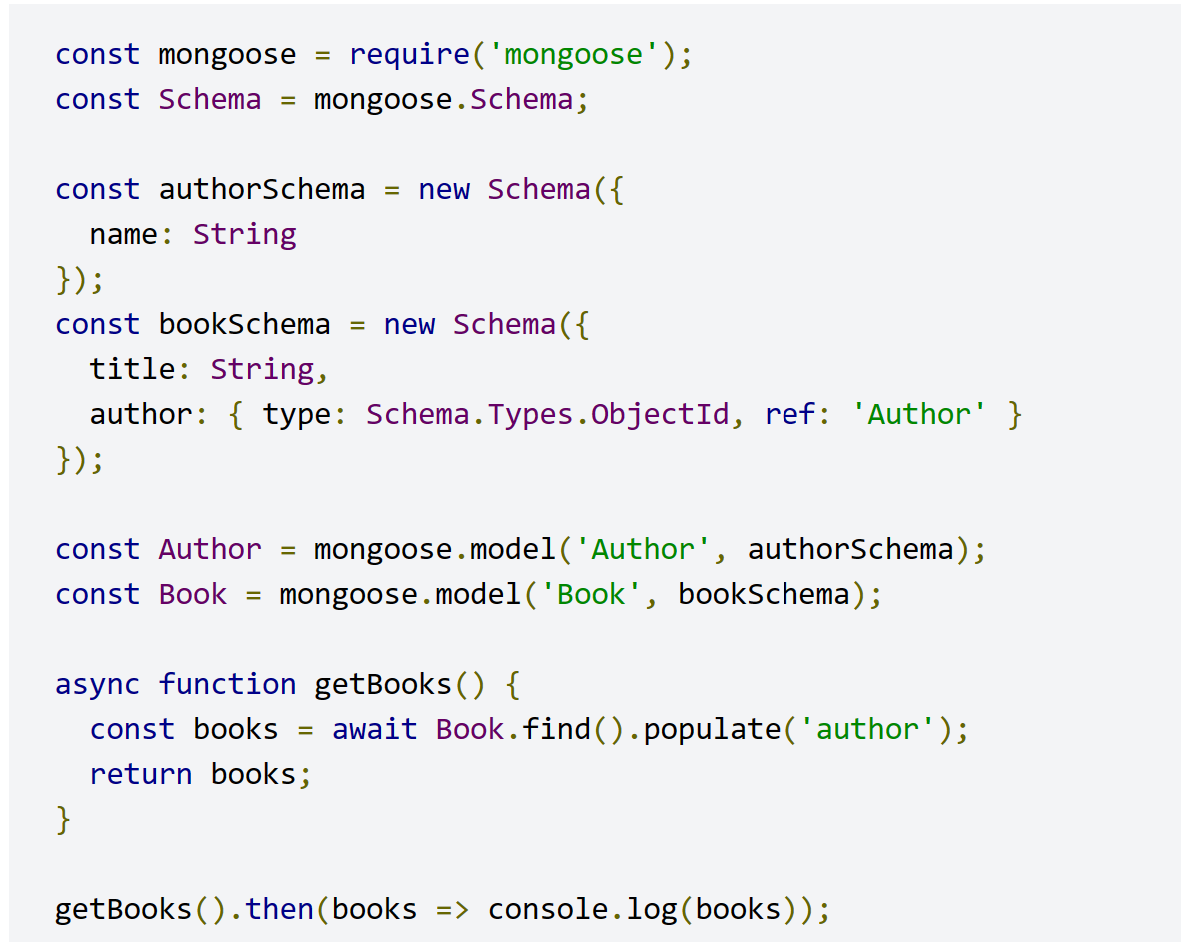 const mongoose = require('mongoose');
const Schema = mongoose.Schema;

const authorSchema = new Schema({
  name: String
});
const bookSchema = new Schema({
  title: String,
  author: { type: Schema.Types.ObjectId, ref: 'Author' }
});

const Author = mongoose.model('Author', authorSchema);
const Book = mongoose.model('Book', bookSchema);

async function getBooks() {
  const books = await Book.find().populate('author');
  return books;
}

getBooks().then(books => console.log(books));